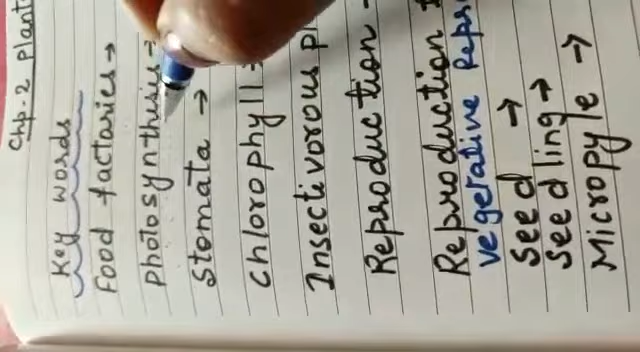 Chp-2 Plant
Key words
Food factories →
Photosynthesis →
Stomata →
Chlorophyll →
Insectivorous
Reproduction
Reproduction
vegetative
Seed →
Seedling →
Micropyle →